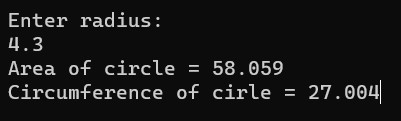 Enter radius:
4.3
Area of circle = 58.059
Circumference of cirle = 27.004